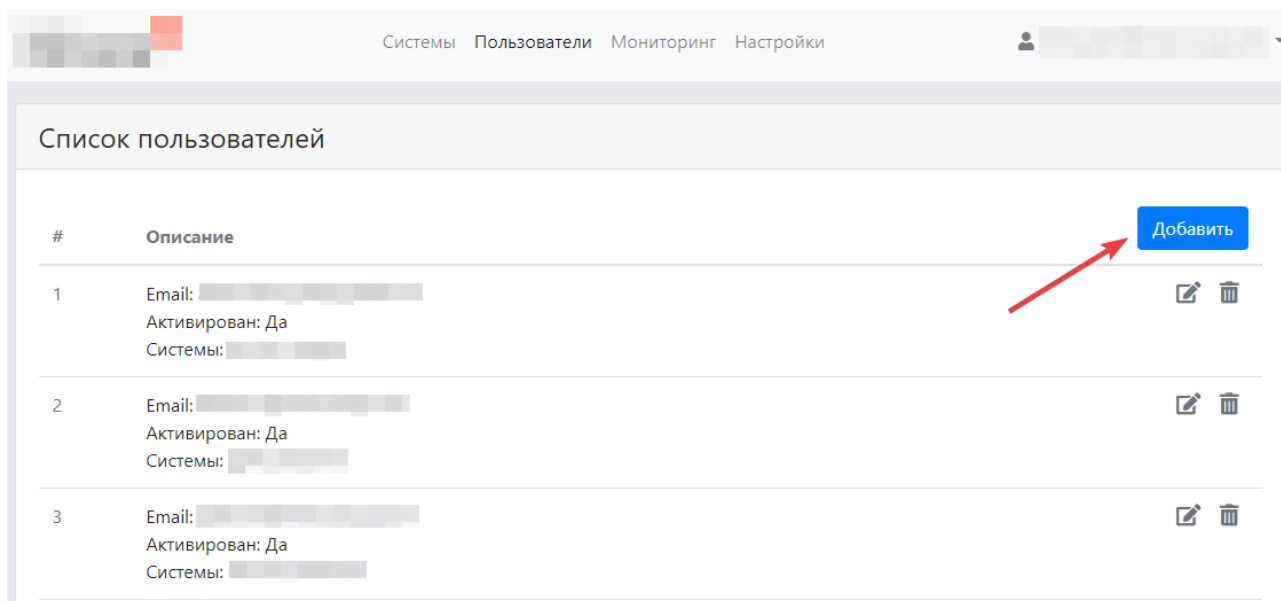 Системы Пользователи Мониторинг Настройки
Список пользователей
# Описание Добавить
1 Email:
Активирован: Да
Системы:
2 Email:
Активирован: Да
Системы:
3 Email:
Активирован: Да
Системы: